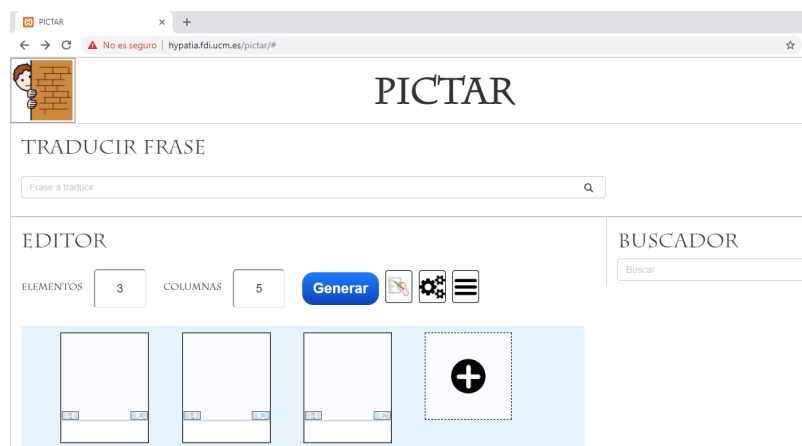 PICTAR
No es seguro | hypatia.fdi.ucm.es/pictar/#
PICTAR
TRADUCIR FRASE
Frase a traducir
EDITOR
BUSCADOR
ELEMENTOS 3 COLUMNAS 5 Generar
Buscar